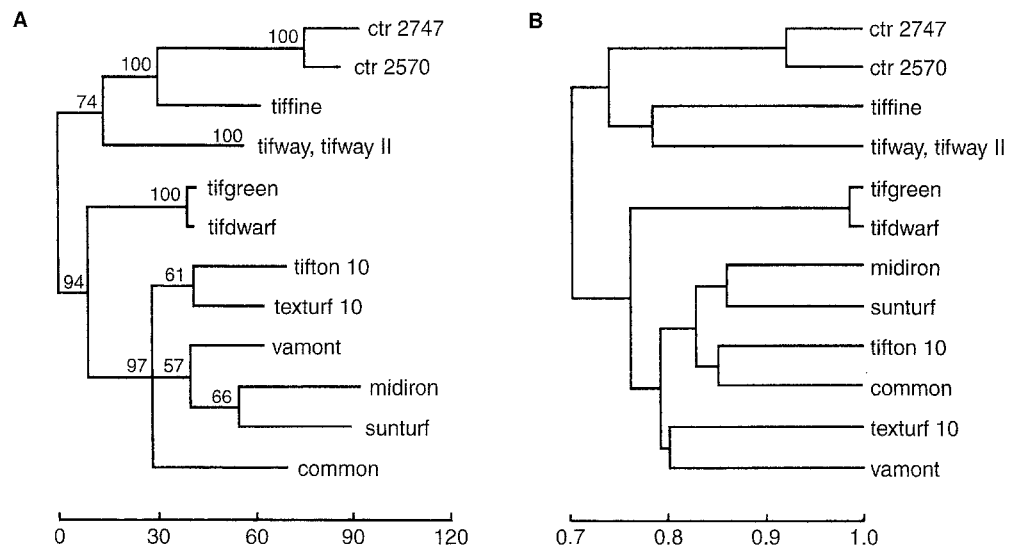 A
ctr 2747
100
ctr 2570
100
tiffine
74
100
tifway, tifway II
100
tifgreen
tifdwarf
94
61
tifton 10
texturf 10
vamont
97
57
midiron
66
sunturf
common
0 30 60 90 120
B
ctr 2747
ctr 2570
tiffine
tifway, tifway II
tifgreen
tifdwarf
midiron
sunturf
tifton 10
common
texturf 10
vamont
0.7 0.8 0.9 1.0